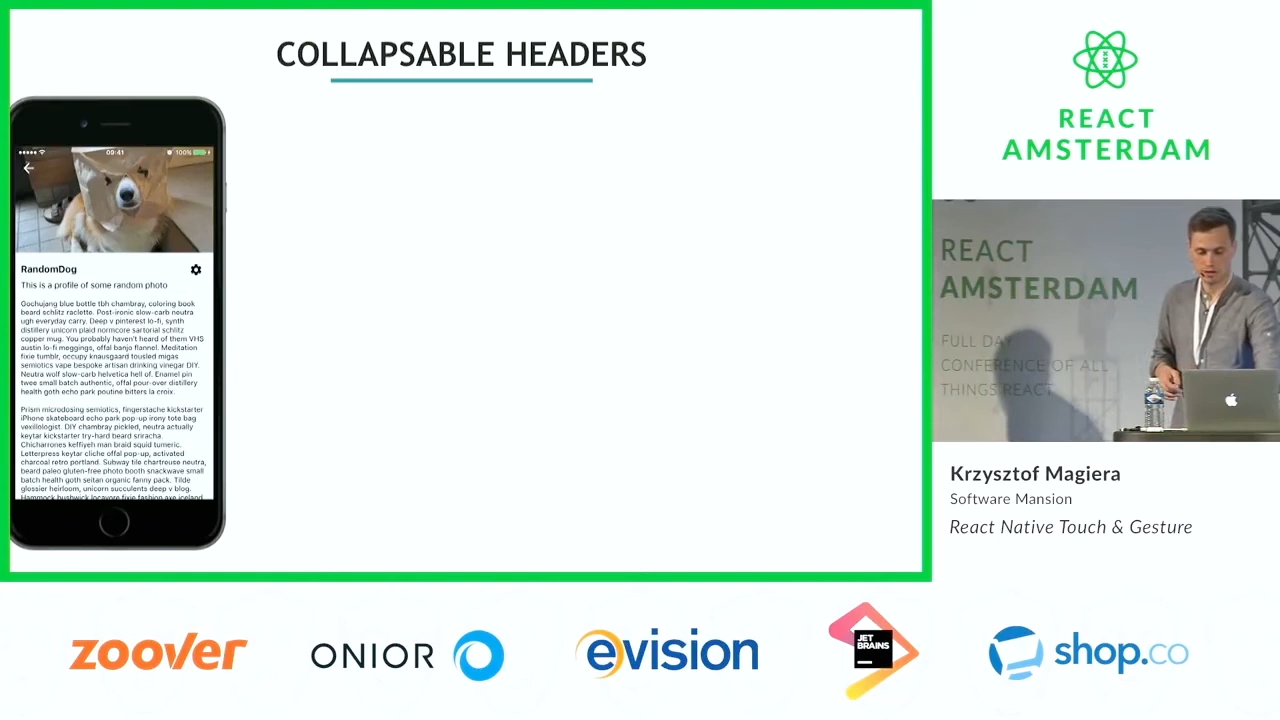 COLLAPSABLE HEADERS
09:41
100%
RandomDog
This is a profile of some random photo
Gochujang blue bottle tbh chambray, coloring book
beard schlitz raclette. Post-ironic slow-carb neutra
ugh everyday carry. Deep v pinterest lo-fi, synth
distillery unicorn plaid normcore sartorial schlitz
copper mug. You probably haven't heard of them VHS
austin lo-fi meggings, offal banjo flannel. Meditation
fixie tumblr, occupy knausgaard tousled migas
semiotics vape bespoke artisan drinking vinegar DIY.
Neutra wolf slow-carb helvetica hell of. Enamel pin
twee small batch authentic, offal pour-over distillery
health goth echo park poutine bitters la croix.
Prism microdosing semiotics, fingerstache kickstarter
iPhone skateboard echo park pop-up irony tote bag
vexillologist. DIY chambray pickled, neutra actually
keytar kickstarter try-hard beard sriracha.
Chicharrones keffiyeh man braid squid tumeric.
Letterpress keytar cliche offal pop-up, activated
charcoal retro portland. Subway tile chartreuse neutra,
beard paleo gluten-free photo booth snackwave small
batch health goth seitan organic fanny pack. Tilde
glossier heirloom, unicorn succulents deep v blog.
Hammock bushwick locavore fixie fashion axe iceland
REACT
AMSTERDAM
REACT
AMSTERDAM
FULL DAY
CONFERENCE OF ALL
THINGS REACT
Krzysztof Magiera
Software Mansion
React Native Touch & Gesture
zoover
ONIOR
evision
JET
BRAINS
shop.co